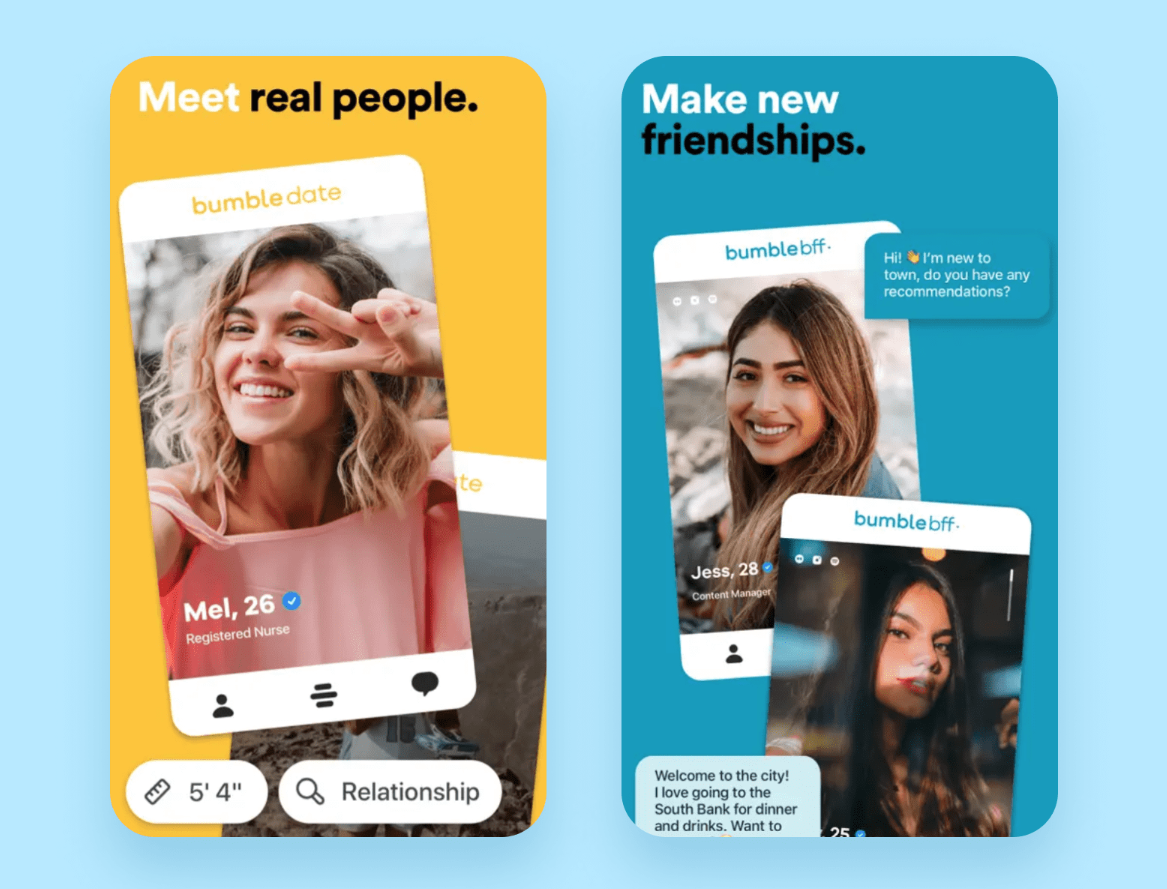 Meet real people.
bumble date
te
Mel, 26
Registered Nurse
5' 4"
Relationship
Make new
friendships.
bumble bff
Hi! 👋 I'm new to
town, do you have any
recommendations?
Jess, 28
Content Manager
bumble bff
Welcome to the city!
I love going to the
South Bank for dinner
and drinks. Want to
25